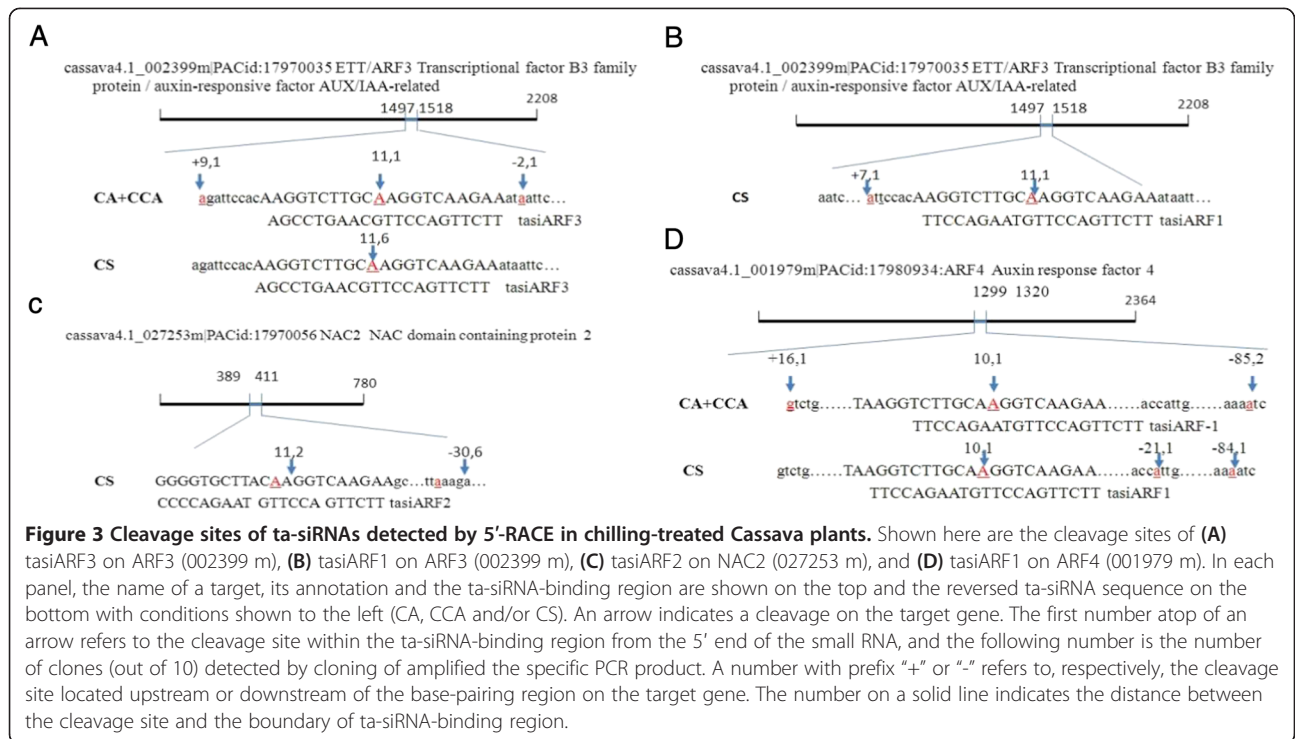 A
cassava4.1_002399m|PACid:17970035 ETT/ARF3 Transcriptional factor B3 family
protein / auxin-responsive factor AUX/IAA-related
1497 1518 2208
+9,1 11,1 -2,1
CA+CCA agattccacAAGGTCTTGCAAGGTCAAGAAataattc...
AGCCTGAACGTTCCAGTTCTT tasiARF3
11,6
CS agattccacAAGGTCTTGCAAGGTCAAGAAataattc...
AGCCTGAACGTTCCAGTTCTT tasiARF3
B
cassava4.1_002399m|PACid:17970035 ETT/ARF3 Transcriptional factor B3 family
protein / auxin-responsive factor AUX/IAA-related
1497 1518 2208
+7,1 11,1
CS aatc... attccacAAGGTCTTGCAAGGTCAAGAAataatt...
TTCCAGAATGTTCCAGTTCTT tasiARF1
C
cassava4.1_027253m|PACid:17970056 NAC2 NAC domain containing protein 2
389 411 780
11,2 -30,6
CS GGGGTGCTTACAAGGTCAAGAAgc...ttaaaga...
CCCCAGAAT GTTCCA GTTCTT tasiARF2
D
cassava4.1_001979m|PACid:17980934:ARF4 Auxin response factor 4
1299 1320 2364
+16,1 10,1 -85,2
CA+CCA gtctg......TAAGGTCTTGCAAGGTCAAGAA......accattg......aaaatc
TTCCAGAATGTTCCAGTTCTT tasiARF-1
10,1 -21,1 -84,1
CS gtctg......TAAGGTCTTGCAAGGTCAAGAA......accattg......aaaatc
TTCCAGAATGTTCCAGTTCTT tasiARF1
Figure 3 Cleavage sites of ta-siRNAs detected by 5′-RACE in chilling-treated Cassava plants. Shown here are the cleavage sites of (A)
tasiARF3 on ARF3 (002399 m), (B) tasiARF1 on ARF3 (002399 m), (C) tasiARF2 on NAC2 (027253 m), and (D) tasiARF1 on ARF4 (001979 m). In each
panel, the name of a target, its annotation and the ta-siRNA-binding region are shown on the top and the reversed ta-siRNA sequence on the
bottom with conditions shown to the left (CA, CCA and/or CS). An arrow indicates a cleavage on the target gene. The first number atop of an
arrow refers to the cleavage site within the ta-siRNA-binding region from the 5′ end of the small RNA, and the following number is the number
of clones (out of 10) detected by cloning of amplified the specific PCR product. A number with prefix “+” or “-” refers to, respectively, the cleavage
site located upstream or downstream of the base-pairing region on the target gene. The number on a solid line indicates the distance between
the cleavage site and the boundary of ta-siRNA-binding region.